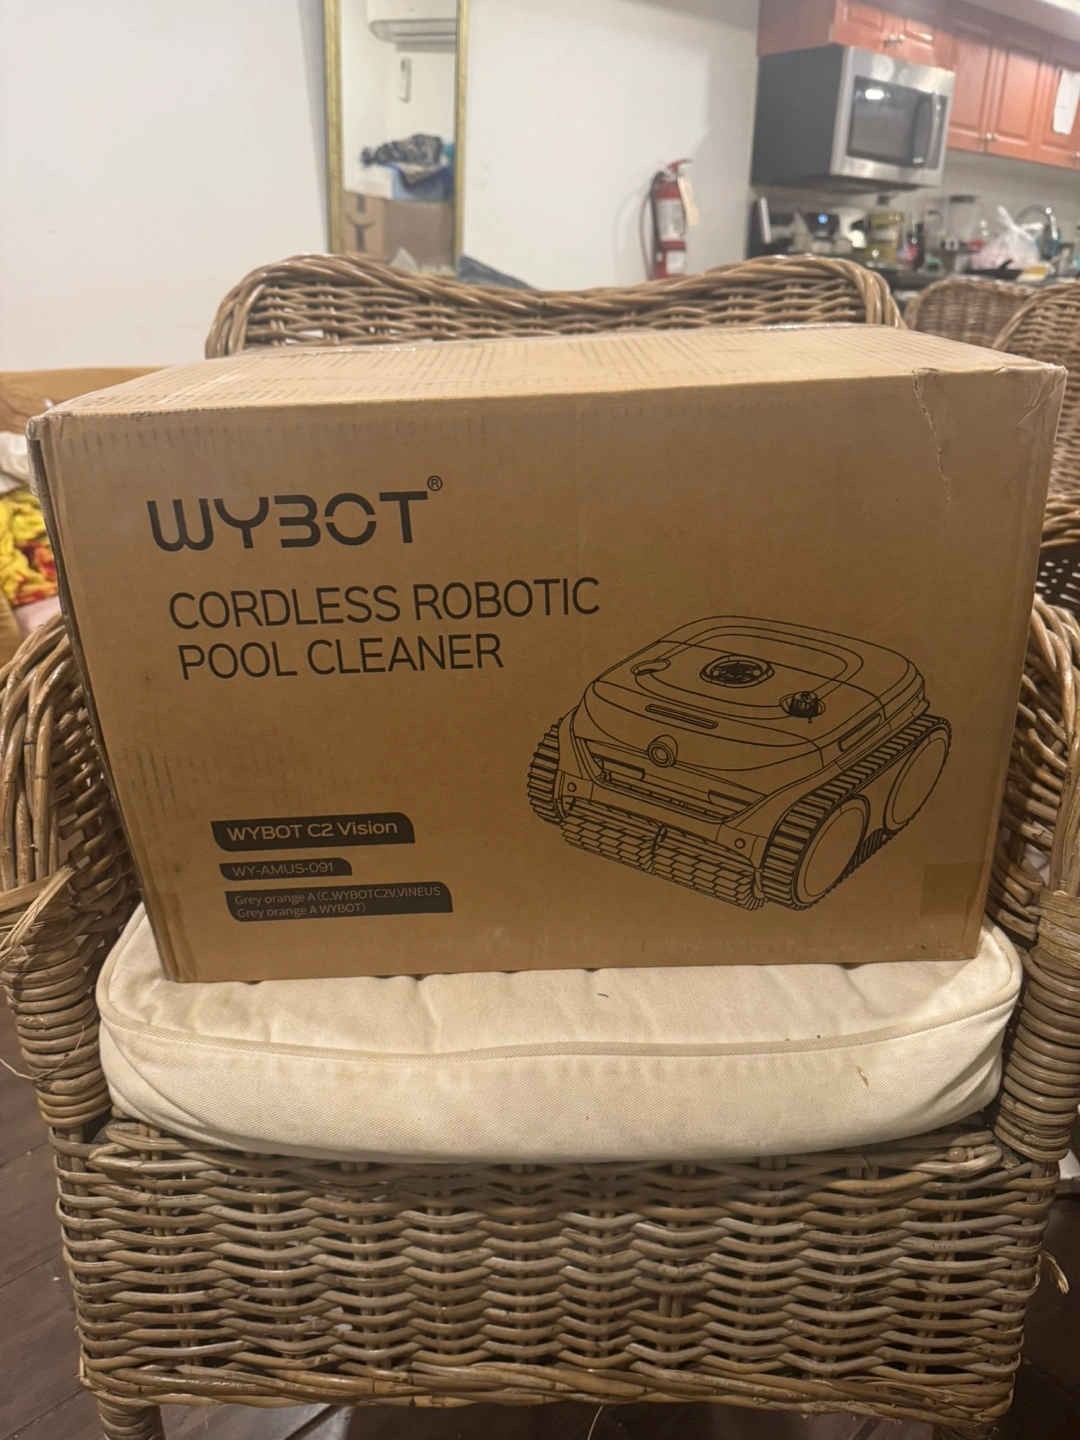 WYBOT®
CORDLESS ROBOTIC
POOL CLEANER
WYBOT C2 Vision
WY-AMUS-091
Grey orange A (C.WYBOTC2V.VINEUS
Grey orange A WYBOT)